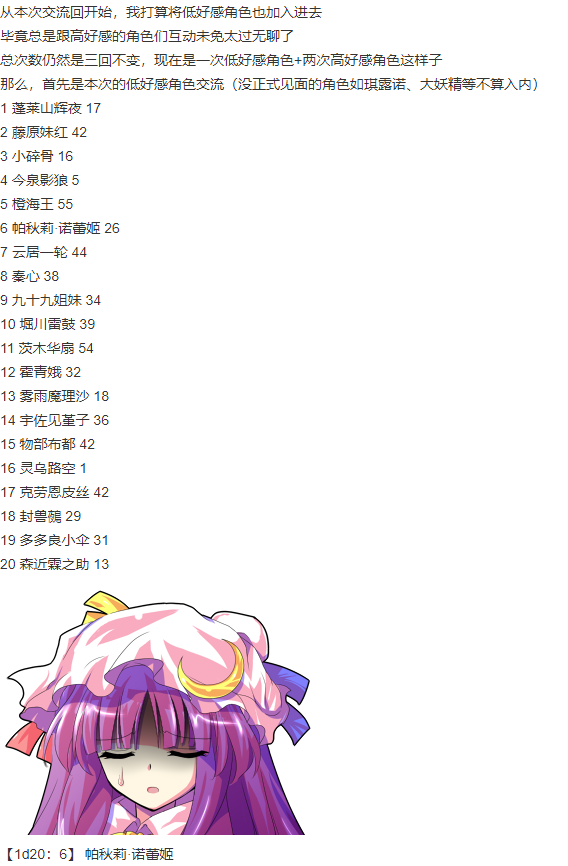 从本次交流回开始，我打算将低好感角色也加入进去
毕竟总是跟高好感的角色们互动未免太过无聊了
总次数仍然是三回不变，现在是一次低好感角色+两次高好感角色这样子
那么，首先是本次的低好感角色交流（没正式见面的角色如琪露诺、大妖精等不算入内）
1 蓬莱山辉夜 17
2 藤原妹红 42
3 小碎骨 16
4 今泉影狼 5
5 橙海王 55
6 帕秋莉·诺蕾姬 26
7 云居一轮 44
8 秦心 38
9 九十九姐妹 34
10 堀川雷鼓 39
11 茨木华扇 54
12 霍青娥 32
13 雾雨魔理沙 18
14 宇佐见堇子 36
15 物部布都 42
16 灵乌路空 1
17 克劳恩皮丝 42
18 封兽鵺 29
19 多多良小伞 31
20 森近霖之助 13
【1d20：6】 帕秋莉·诺蕾姬